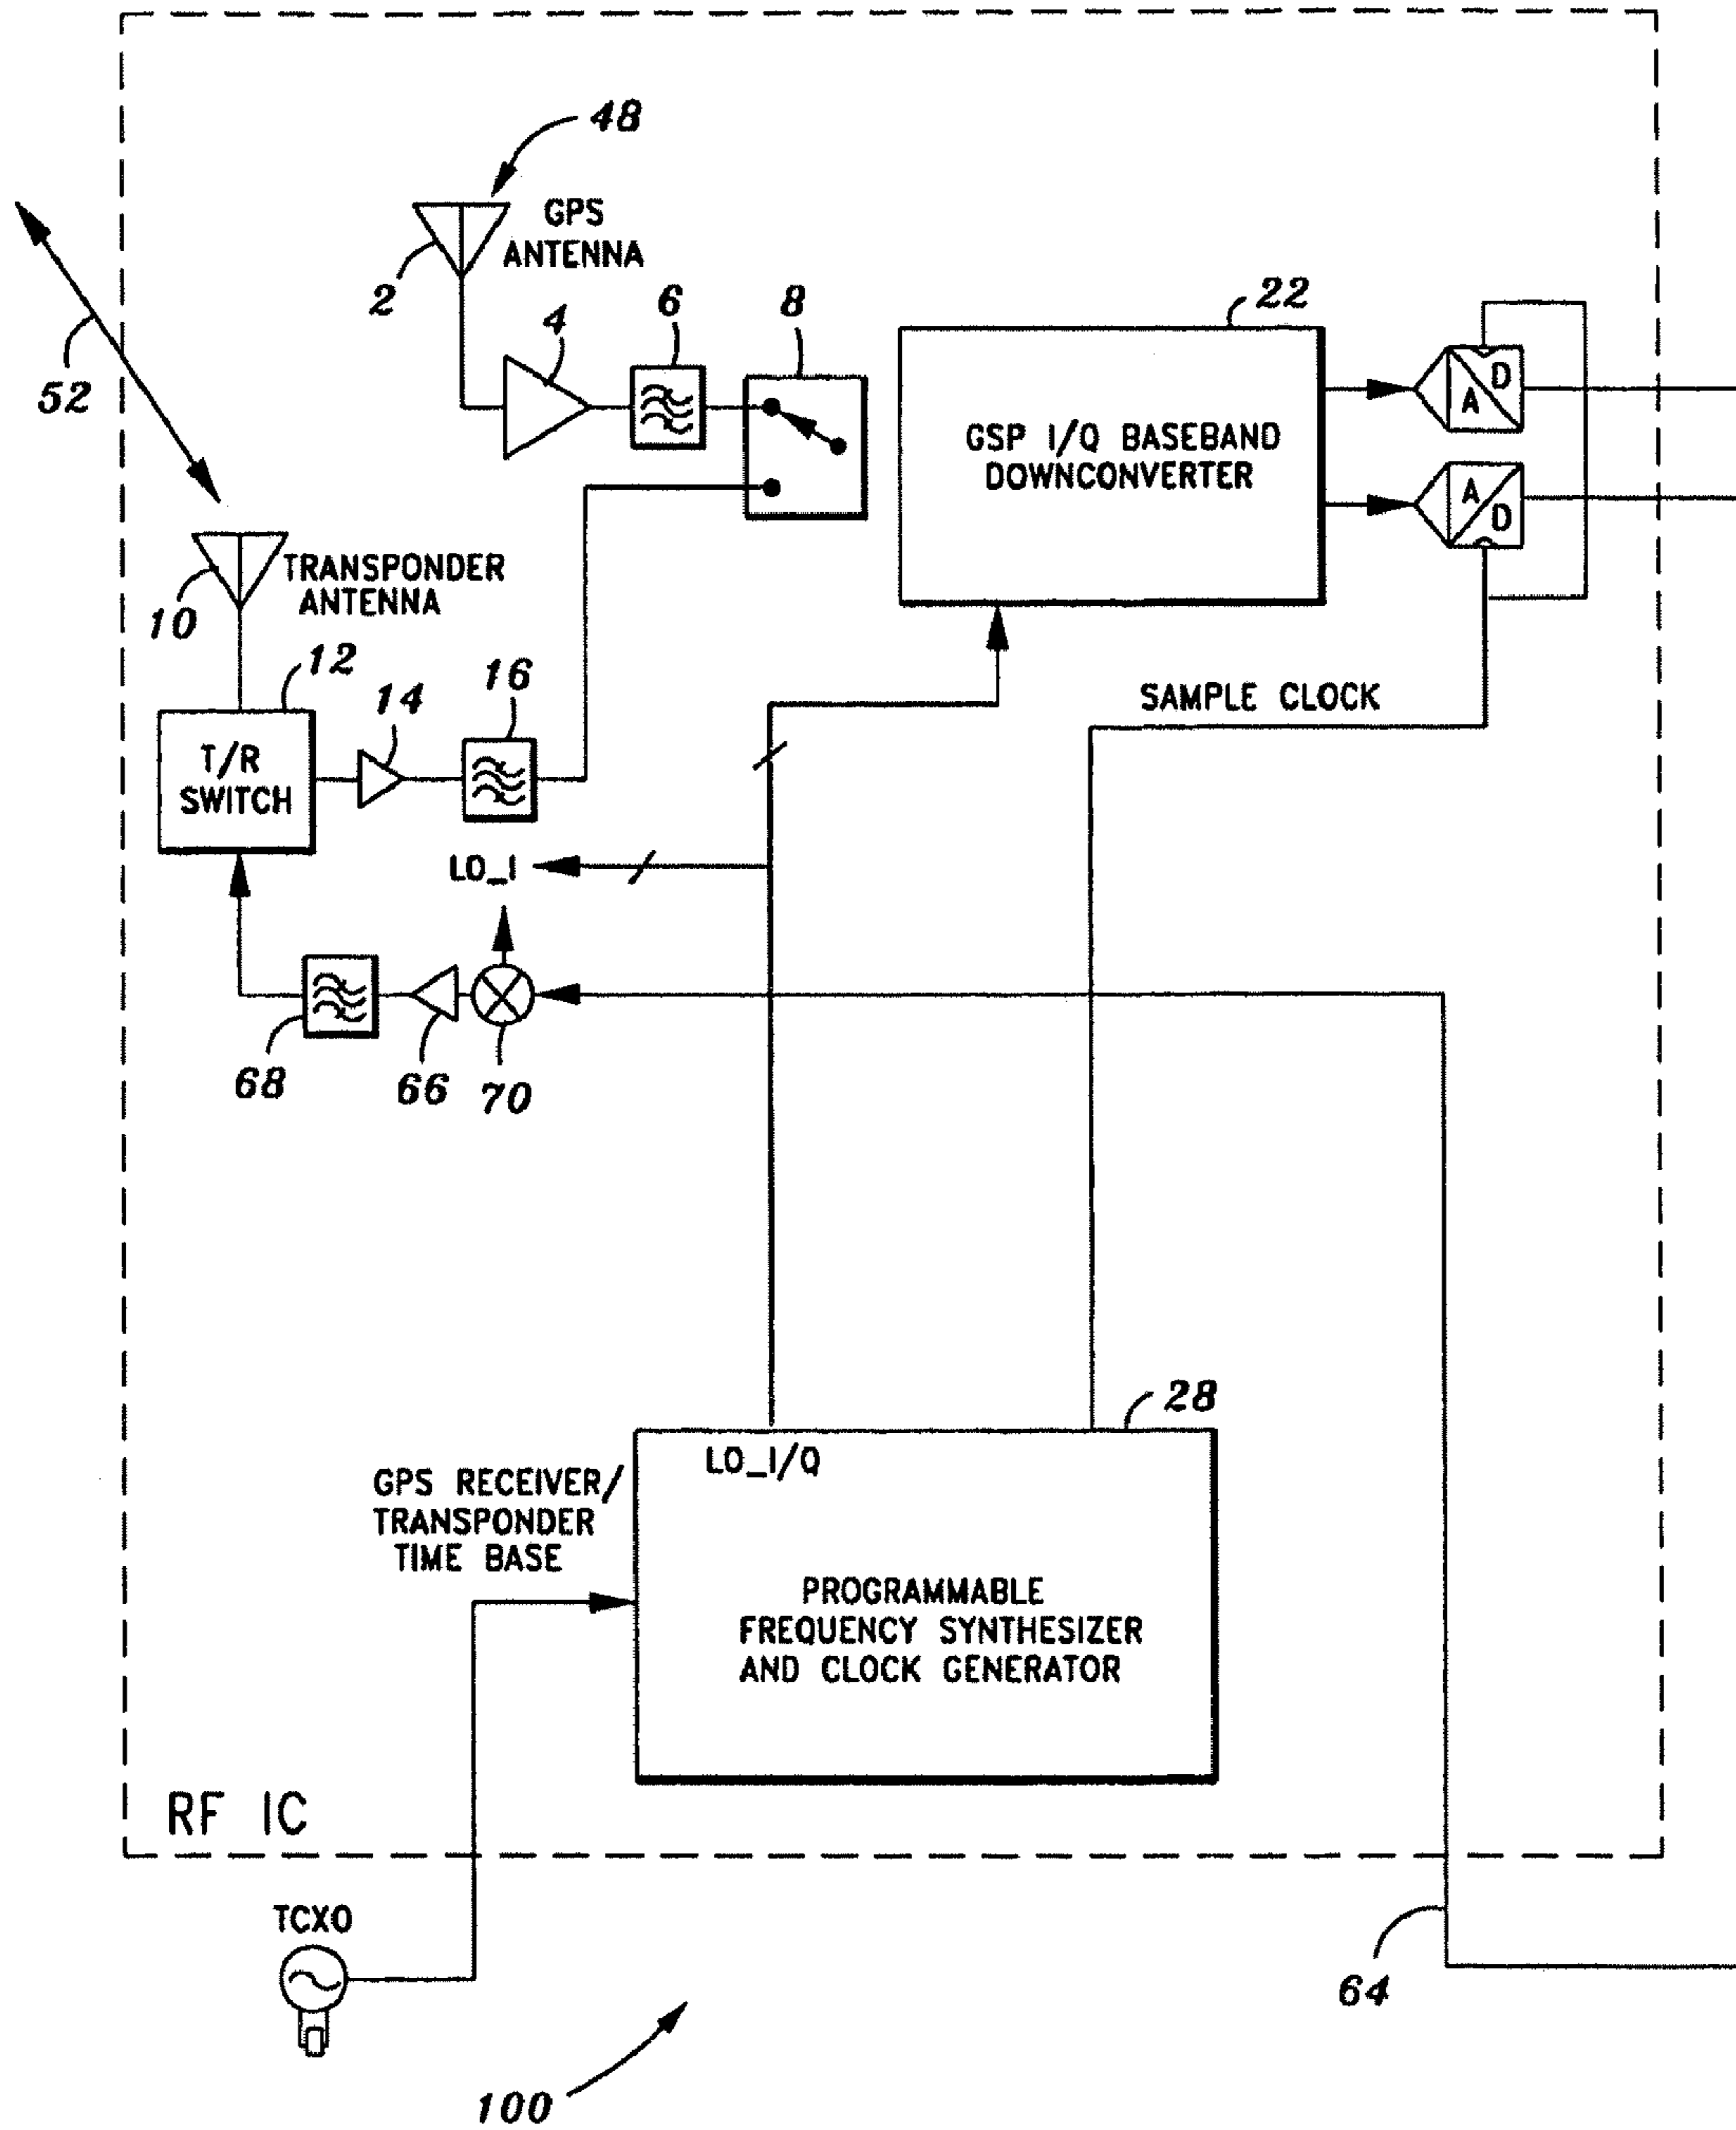 48
GPS
ANTENNA
2
4
6
8
22
52
GSP I/Q BASEBAND
DOWNCONVERTER
D
A
A
D
10
TRANSPONDER
ANTENNA
12
14
16
T/R
SWITCH
SAMPLE CLOCK
LO_I
68
66
70
28
LO_I/Q
GPS RECEIVER/
TRANSPONDER
TIME BASE
PROGRAMMABLE
FREQUENCY SYNTHESIZER
AND CLOCK GENERATOR
RF IC
TCXO
64
100